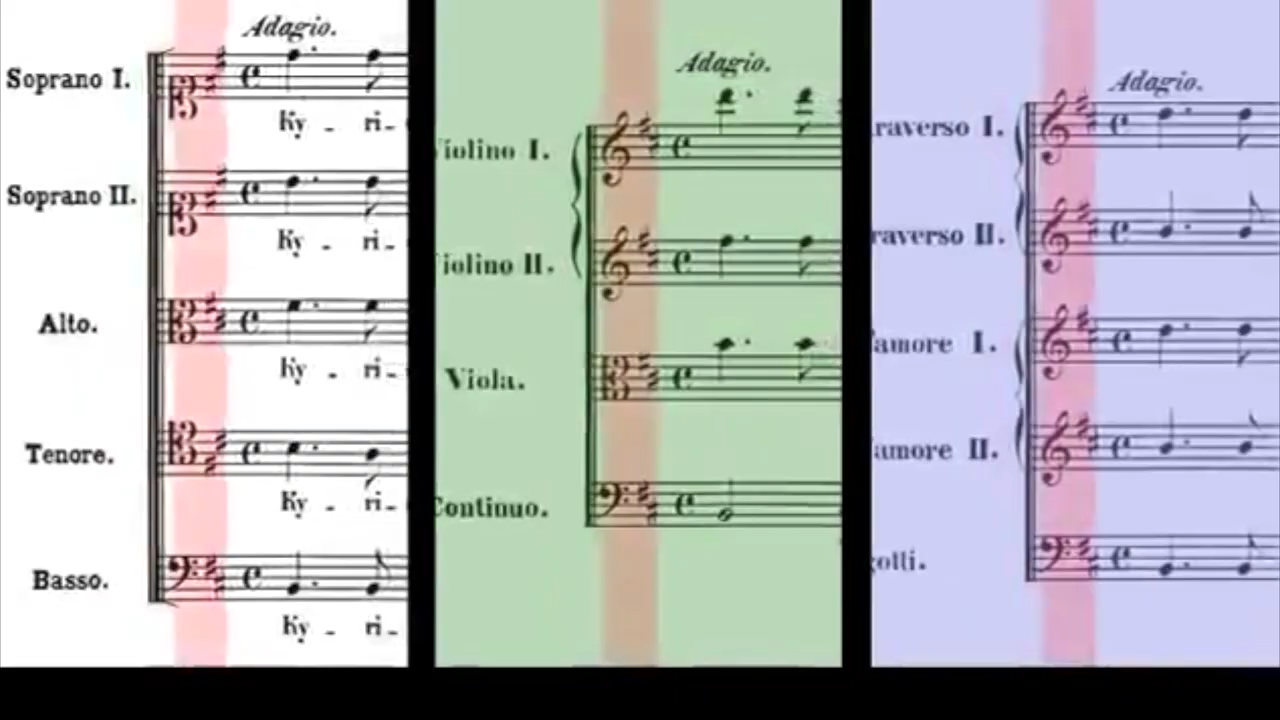 Adagio.
Soprano I.
Ky - ri-
Soprano II.
Ky - ri-
Alto.
Ky - ri-
Tenore.
Ky - ri-
Basso.
Ky - ri-
Adagio.
Violino I.
Violino II.
Viola.
Continuo.
Adagio.
raverso I.
raverso II.
amore I.
amore II.
golti.